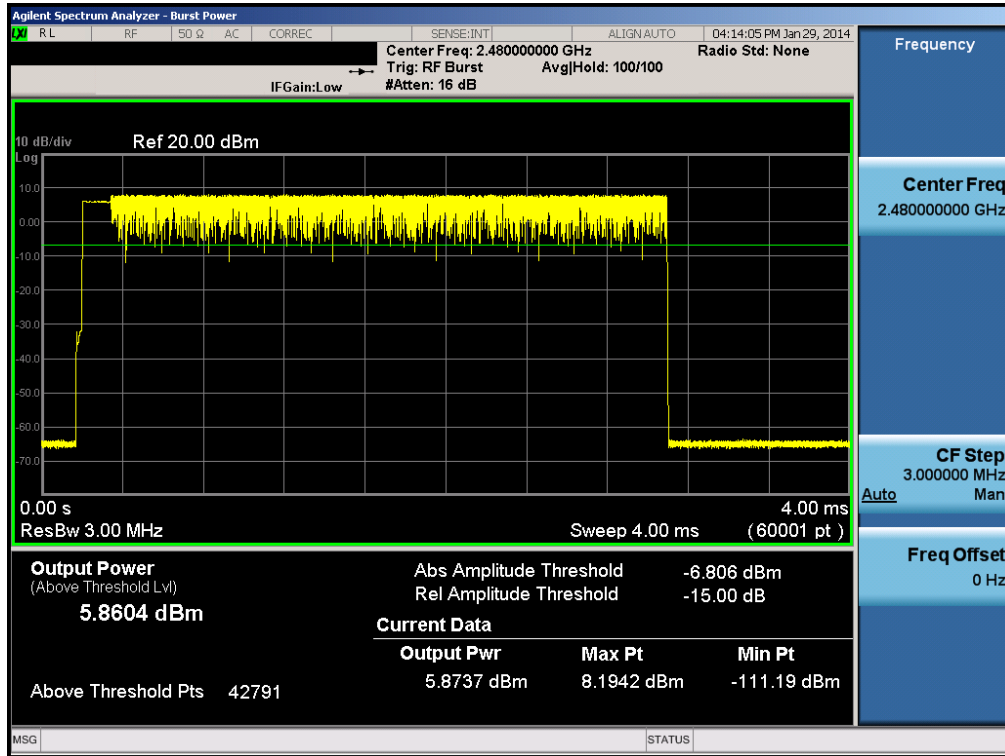 Agilent Spectrum Analyzer - Burst Power
LXI RL RF 50 Ω AC CORREC SENSE:INT ALIGN AUTO 04:14:05 PM Jan 29, 2014
Center Freq: 2.480000000 GHz Radio Std: None
Trig: RF Burst Avg|Hold: 100/100
IFGain:Low #Atten: 16 dB
10 dB/div Ref 20.00 dBm
Log
10.0
0.00
-10.0
-20.0
-30.0
-40.0
-50.0
-60.0
-70.0
0.00 s 4.00 ms
ResBw 3.00 MHz Sweep 4.00 ms (60001 pt )
Output Power
(Above Threshold Lvl)
5.8604 dBm
Above Threshold Pts 42791
Abs Amplitude Threshold -6.806 dBm
Rel Amplitude Threshold -15.00 dB
Current Data
Output Pwr Max Pt Min Pt
5.8737 dBm 8.1942 dBm -111.19 dBm
MSG STATUS
Frequency
Center Freq
2.480000000 GHz
CF Step
3.000000 MHz
Auto Man
Freq Offset
0 Hz